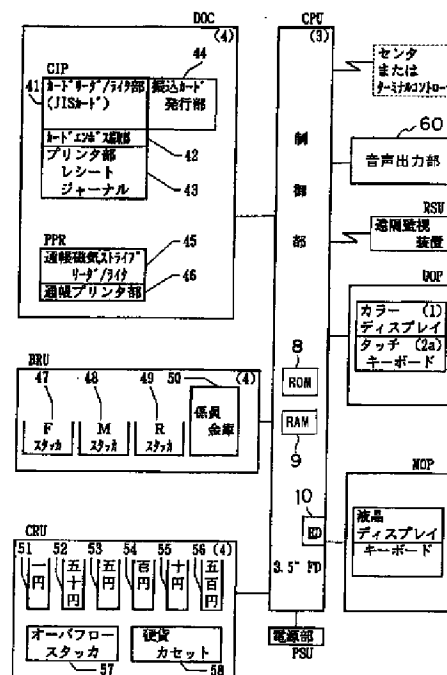 DOC
(4)
44
CIP
41
カードリーダ/ライタ部
(JISカード)
振込カード
発行部
カードエンボス読取部
42
プリンタ部
レシート
ジャーナル
43
PPR
45
通帳磁気ストライプ
リーダ/ライタ
46
通帳プリンタ部
BRU
47
48
49
50
(4)
F
スタッカ
M
スタッカ
R
スタッカ
係員
金庫
CRU
51
52
53
54
55
56
(4)
一円
五十円
五円
百円
十円
五百円
オーバフロー
スタッカ
57
硬貨
カセット
58
CPU
(3)
制御部
8
ROM
RAM
9
10
3.5" FD
電源部
PSU
センタ
または
ターミナルコントローラ
60
音声出力部
RSU
遠隔監視
装置
UOP
カラー (1)
ディスプレイ
タッチ (2a)
キーボード
MOP
液晶
ディスプレイ
キーボード